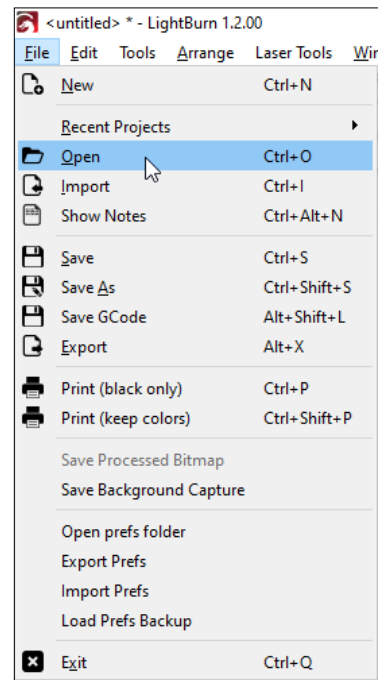 <untitled> * - LightBurn 1.2.00
File Edit Tools Arrange Laser Tools
New Ctrl+N
Recent Projects
Open Ctrl+O
Import Ctrl+I
Show Notes Ctrl+Alt+N
Save Ctrl+S
Save As Ctrl+Shift+S
Save GCode Alt+Shift+L
Export Alt+X
Print (black only) Ctrl+P
Print (keep colors) Ctrl+Shift+P
Save Processed Bitmap
Save Background Capture
Open prefs folder
Export Prefs
Import Prefs
Load Prefs Backup
Exit Ctrl+Q